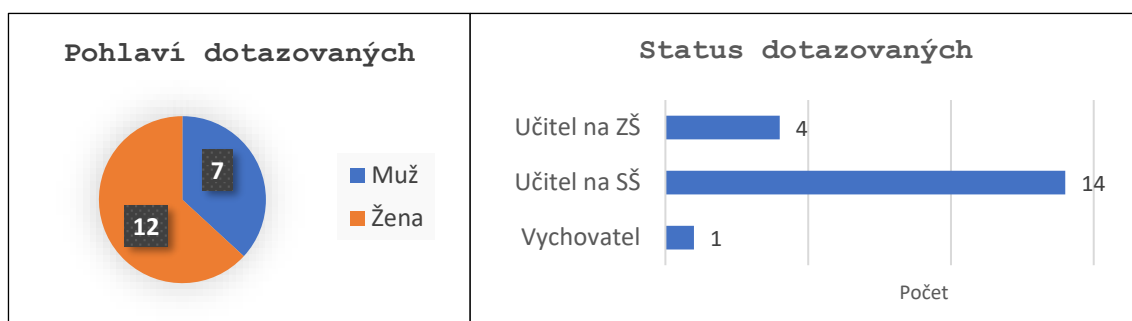 Pohlaví dotazovaných
7
12
Muž
Žena
Status dotazovaných
Učitel na ZŠ
4
Učitel na SŠ
14
Vychovatel
1
Počet